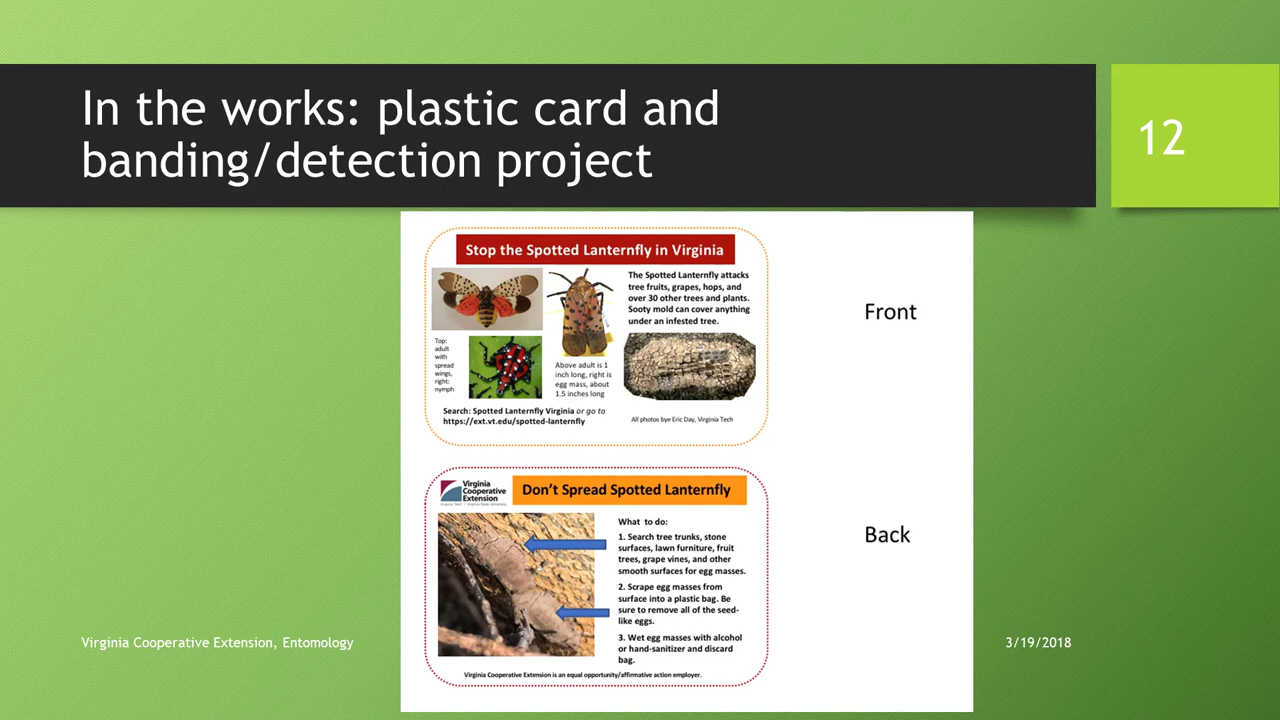 In the works: plastic card and
banding/detection project
12
Stop the Spotted Lanternfly in Virginia
The Spotted Lanternfly attacks
tree fruits, grapes, hops, and
over 30 other trees and plants.
Sooty mold can cover anything
under an infested tree.
Top:
adult
with
spread
wings,
right:
nymph
Above adult is 1
inch long, right is
egg mass, about
1.5 inches long
Search: Spotted Lanternfly Virginia or go to
https://ext.vt.edu/spotted-lanternfly
All photos bye Eric Day, Virginia Tech
Front
Virginia
Cooperative
Extension
Don’t Spread Spotted Lanternfly
What to do:
1. Search tree trunks, stone
surfaces, lawn furniture, fruit
trees, grape vines, and other
smooth surfaces for egg masses.
2. Scrape egg masses from
surface into a plastic bag. Be
sure to remove all of the seed-
like eggs.
3. Wet egg masses with alcohol
or hand-sanitizer and discard
bag.
Virginia Cooperative Extension is an equal opportunity/affirmative action employer.
Back
Virginia Cooperative Extension, Entomology
3/19/2018